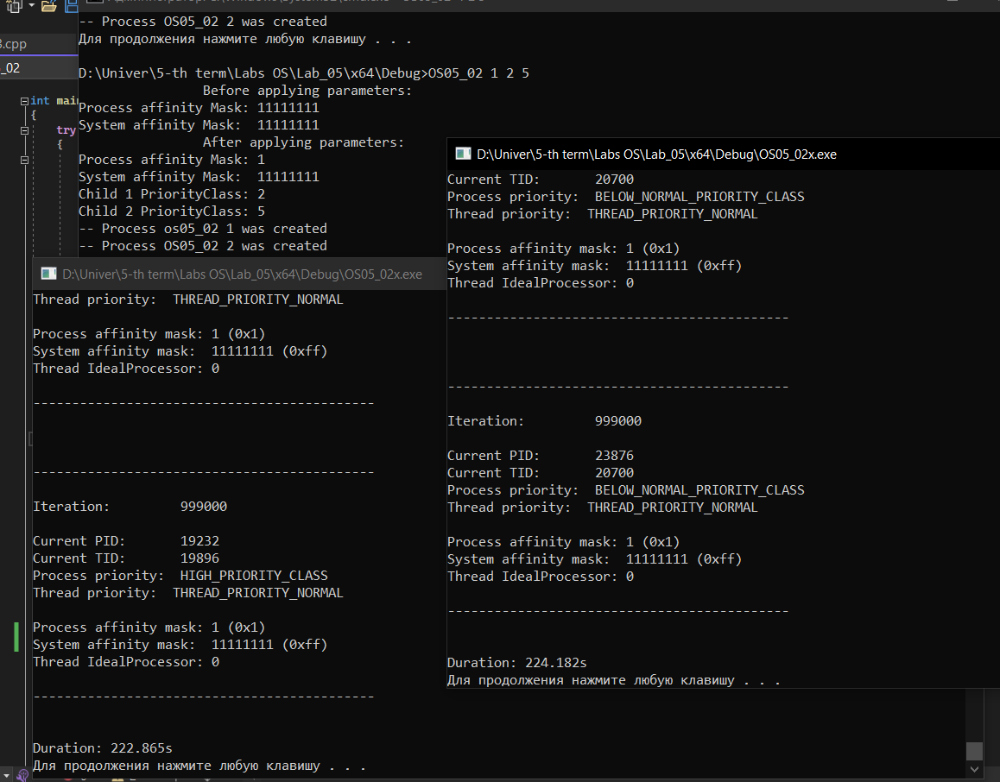 -- Process OS05_02 2 was created
Для продолжения нажмите любую клавишу . . .
3.cpp
_02
D:\Univer\5-th term\Labs OS\Lab_05\x64\Debug>OS05_02 1 2 5
Before applying parameters:
Process affinity Mask: 11111111
System affinity Mask:  11111111
After applying parameters:
Process affinity Mask: 1
System affinity Mask:  11111111
Child 1 PriorityClass: 2
Child 2 PriorityClass: 5
-- Process os05_02 1 was created
-- Process OS05_02 2 was created
int main
{
try
{
D:\Univer\5-th term\Labs OS\Lab_05\x64\Debug\OS05_02x.exe
Thread priority:  THREAD_PRIORITY_NORMAL
Process affinity mask: 1 (0x1)
System affinity mask:  11111111 (0xff)
Thread IdealProcessor: 0
--------------------------------------------
--------------------------------------------
Iteration:         999000
Current PID:       19232
Current TID:       19896
Process priority:  HIGH_PRIORITY_CLASS
Thread priority:  THREAD_PRIORITY_NORMAL
Process affinity mask: 1 (0x1)
System affinity mask:  11111111 (0xff)
Thread IdealProcessor: 0
--------------------------------------------
Duration: 222.865s
Для продолжения нажмите любую клавишу . . .
D:\Univer\5-th term\Labs OS\Lab_05\x64\Debug\OS05_02x.exe
Current TID:       20700
Process priority:  BELOW_NORMAL_PRIORITY_CLASS
Thread priority:  THREAD_PRIORITY_NORMAL
Process affinity mask: 1 (0x1)
System affinity mask:  11111111 (0xff)
Thread IdealProcessor: 0
--------------------------------------------
--------------------------------------------
Iteration:         999000
Current PID:       23876
Current TID:       20700
Process priority:  BELOW_NORMAL_PRIORITY_CLASS
Thread priority:  THREAD_PRIORITY_NORMAL
Process affinity mask: 1 (0x1)
System affinity mask:  11111111 (0xff)
Thread IdealProcessor: 0
--------------------------------------------
Duration: 224.182s
Для продолжения нажмите любую клавишу . . .